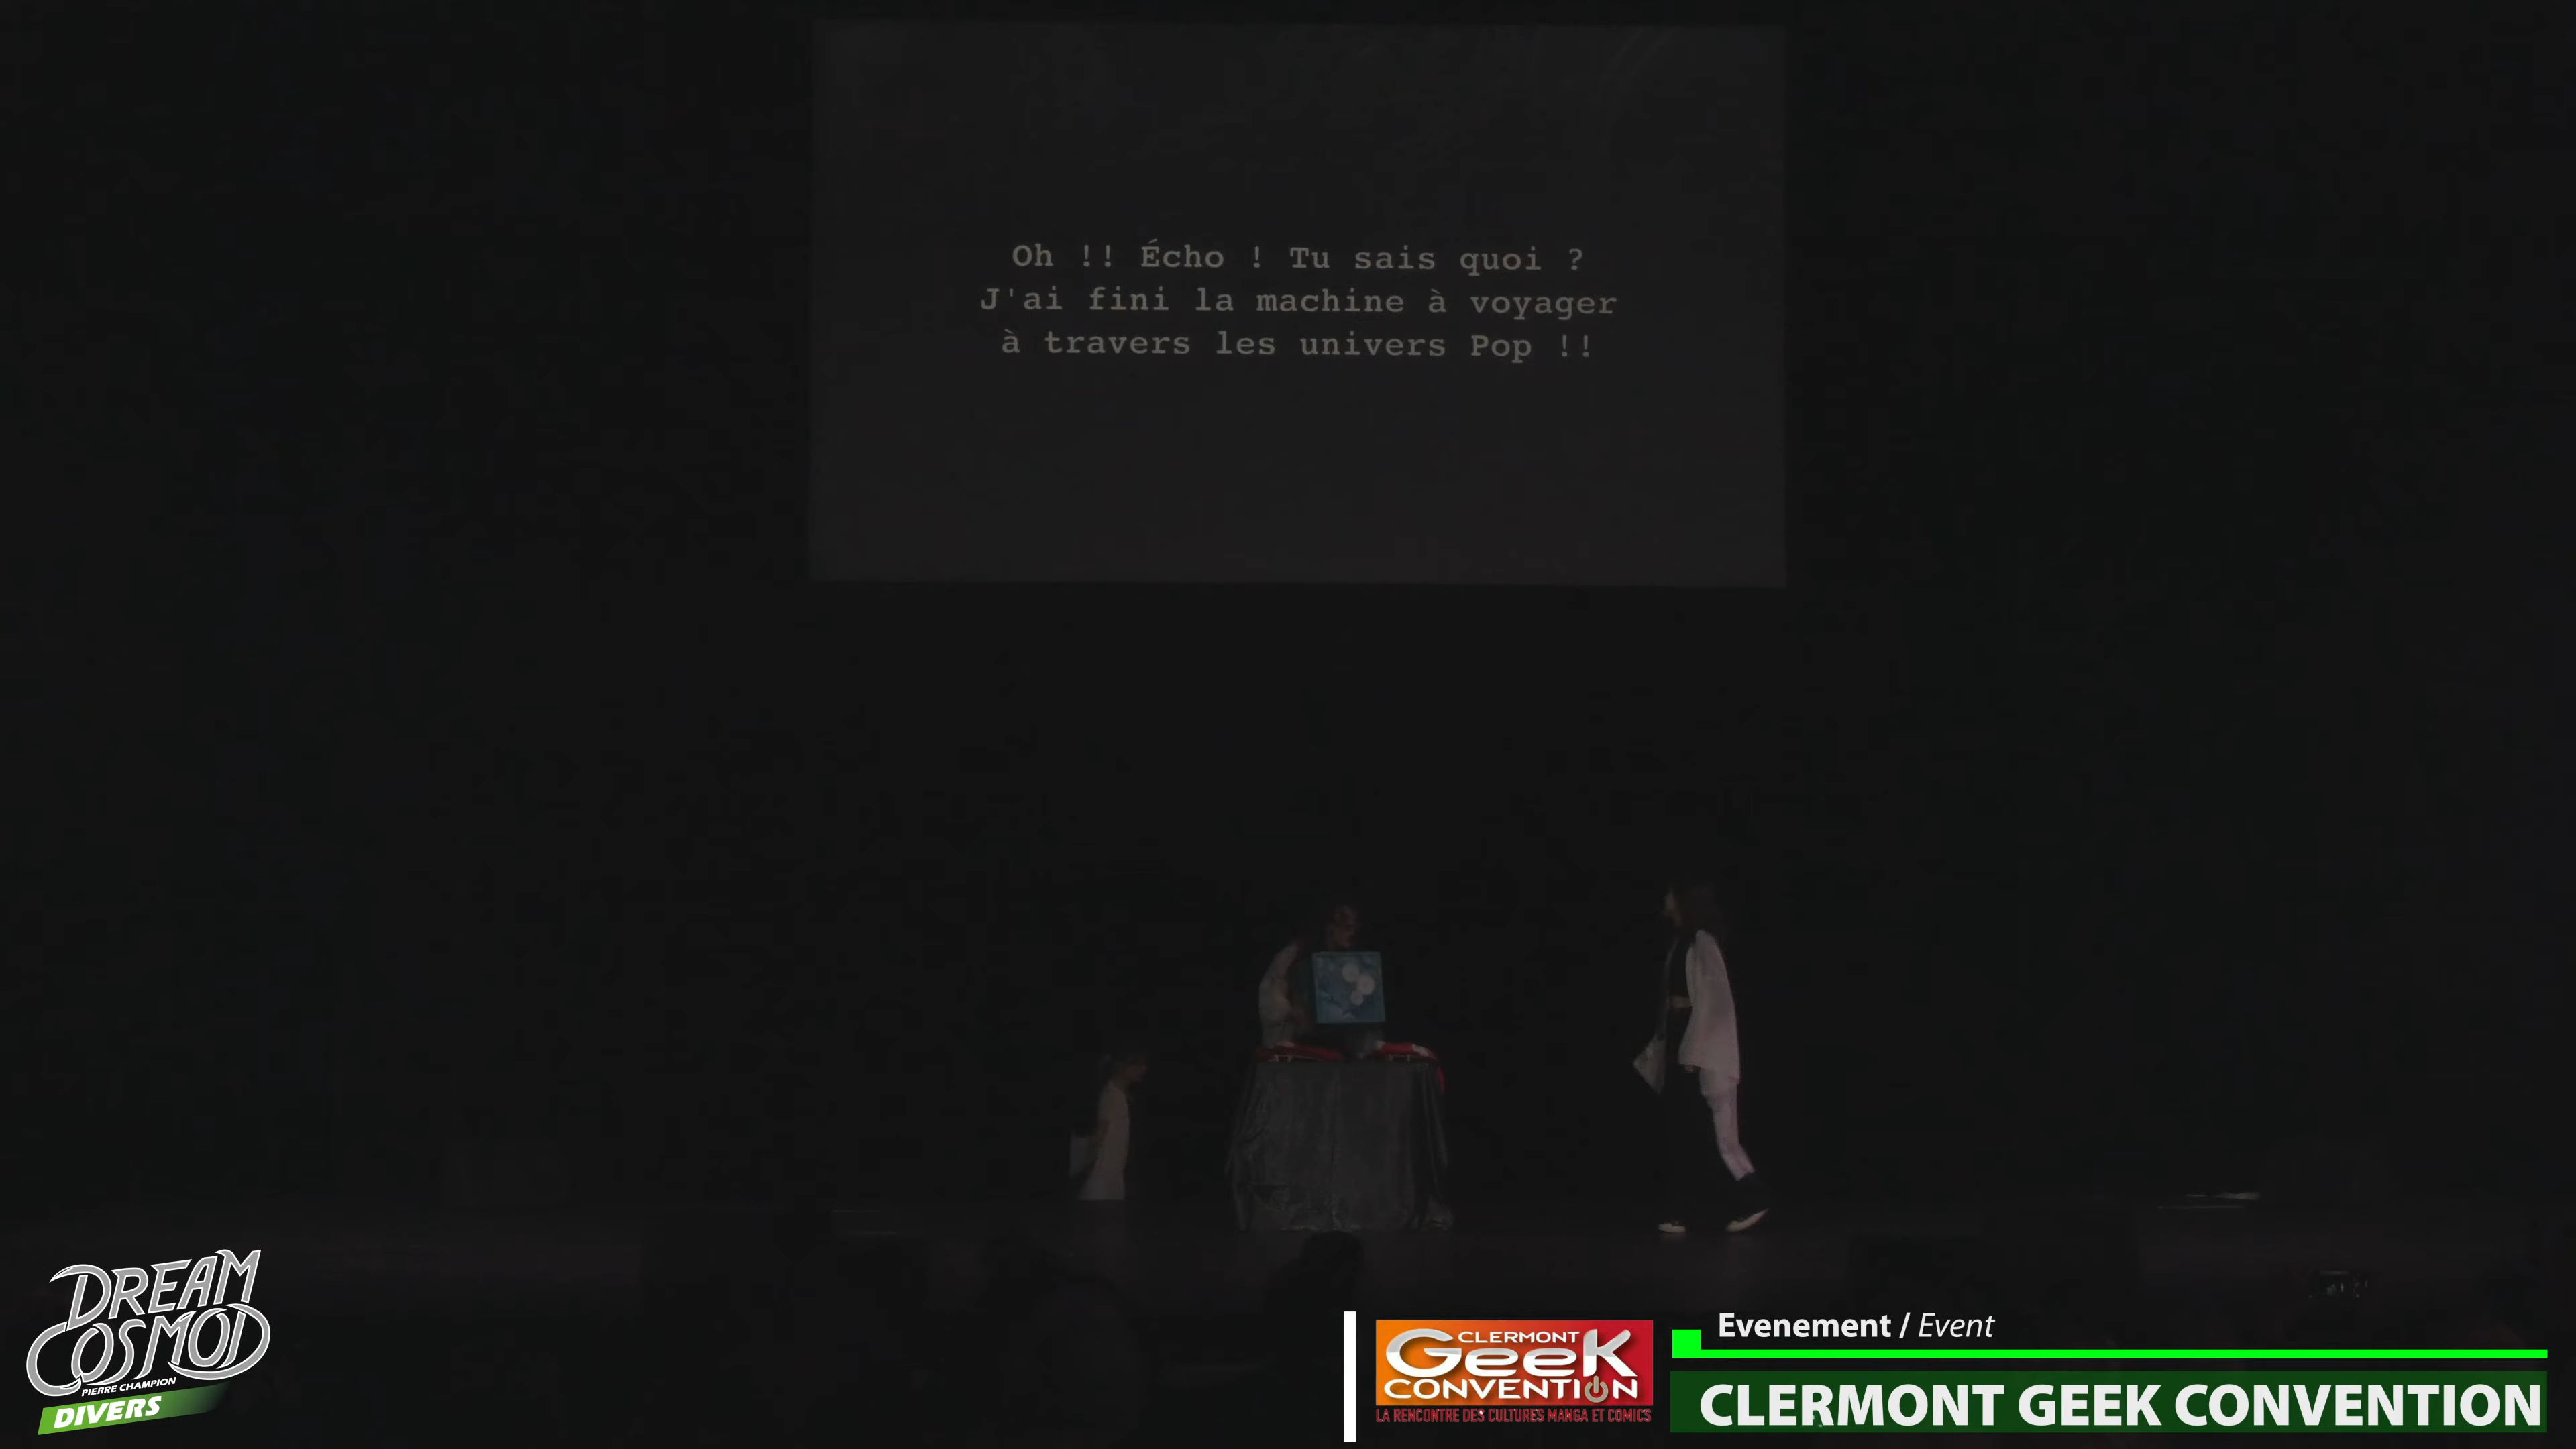 Oh !! Écho ! Tu sais quoi ?
J'ai fini la machine à voyager
à travers les univers Pop !!
DREAM
COSMOD
PIERRE CHAMPION
DIVERS
CLERMONT
GeeK
CONVENTION
LA RENCONTRE DES CULTURES MANGA ET COMICS
Evenement / Event
CLERMONT GEEK CONVENTION